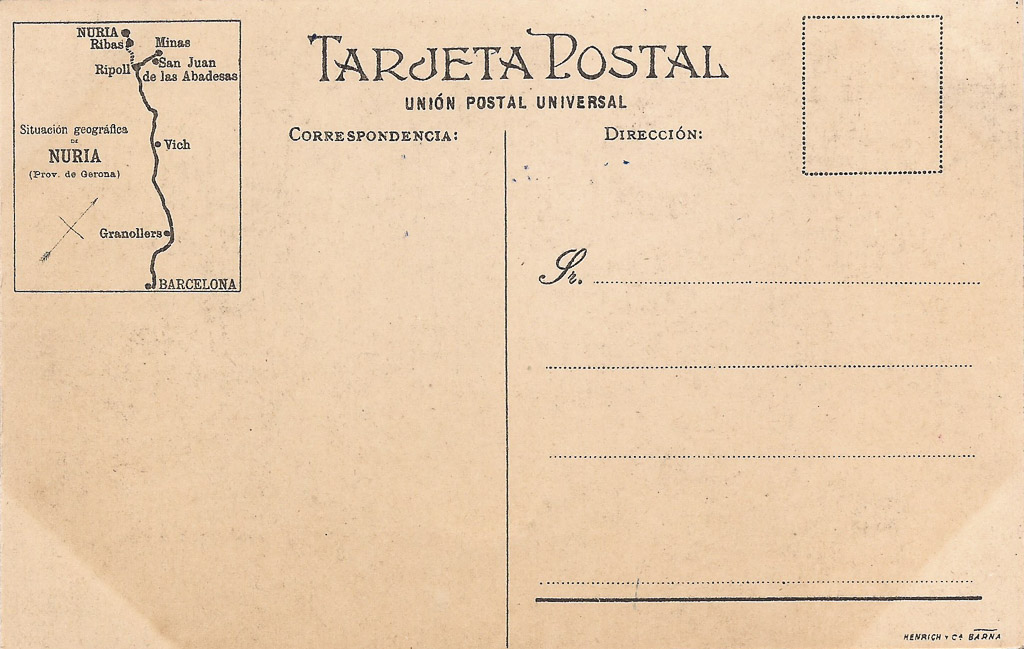 NURIA
Ribas
Minas
San Juan
de las Abadesas
Ripoll
Situación geográfica
DE
NURIA
(Prov. de Gerona)
Vich
Granollers
BARCELONA
TARJETA POSTAL
UNIÓN POSTAL UNIVERSAL
CORRESPONDENCIA:
DIRECCIÓN:
Sr.
HENRICH Y Cª BARNA